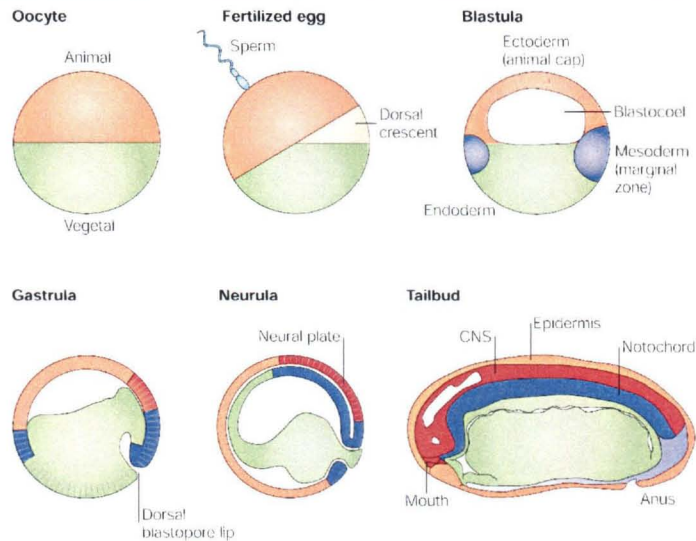 Oocyte
Animal
Vegetal
Fertilized egg
Sperm
Dorsal
crescent
Blastula
Ectoderm
(animal cap)
Blastocoel
Mesoderm
(marginal
zone)
Endoderm
Gastrula
Dorsal
blastopore lip
Neurula
Neural plate
Tailbud
CNS
Epidermis
Notochord
Mouth
Anus